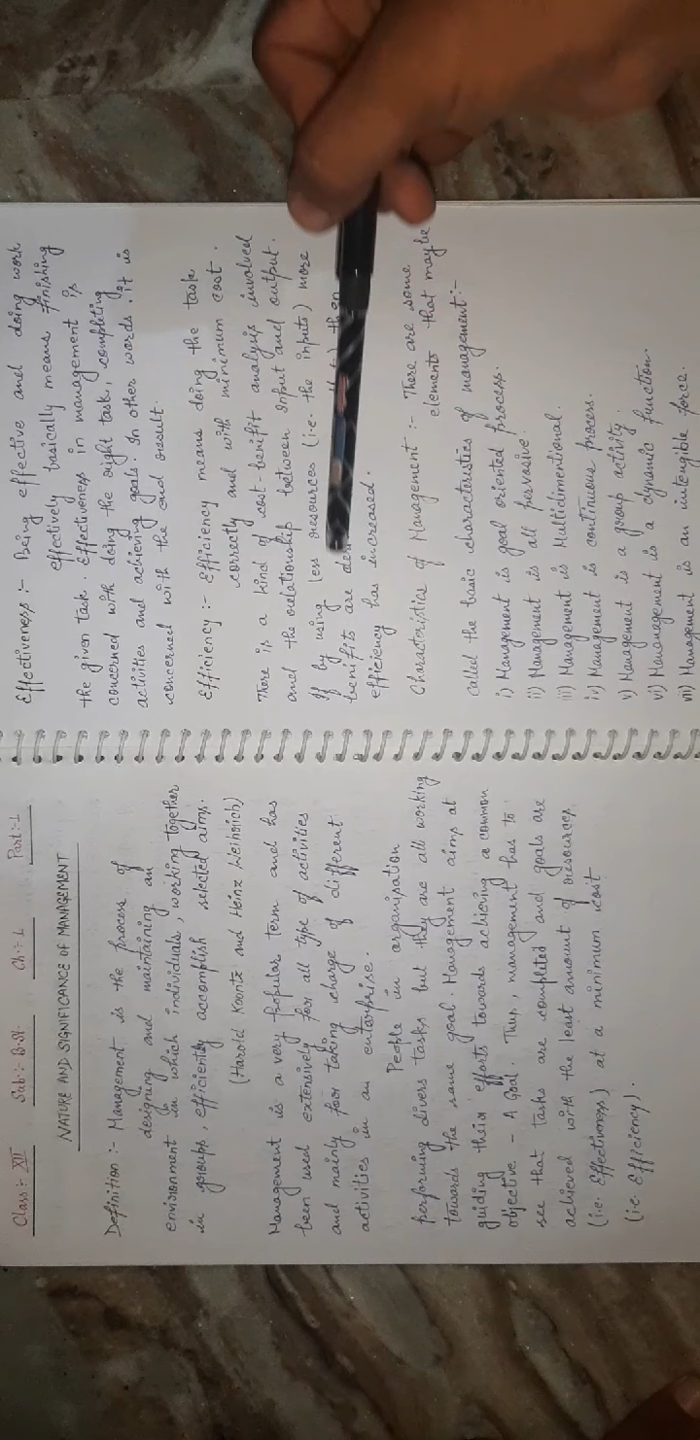 Class :- XII Sub :- B.St. Ch :- 1 Part :- 1
NATURE AND SIGNIFICANCE OF MANAGEMENT
Definition :- Management is the process of
designing and maintaining an
environment in which individuals, working together
in groups, efficiently accomplish selected aims.
(Harold Koontz and Heinz Weihrich)
Management is a very popular term and has
been used extensively for all type of activities
and mainly for taking charge of different
activities in an enterprise.
People in organisation
performing divers tasks but they are all working
towards the same goal. Management aims at
guiding their efforts towards achieving a common
objective - A Goal. Thus, management has to
see that tasks are completed and goals are
achieved with the least amount of resources
(i.e. Effectiveness) at a minimum cost
(i.e. Efficiency).
Effectiveness :- Being effective and doing work
effectively basically means finishing
the given task. Effectiveness in management is
concerned with doing the right task, completing
activities and achieving goals. In other words, it is
concerned with the end result.
Efficiency :- Efficiency means doing the task
correctly and with minimum cost.
There is a kind of cost-benifit analysis involved
and the relationship between Input and output.
If by using less resources (i.e. the inputs) more
benifits are then
efficiency has increased.
Characteristics of Management :- There are some
elements that may be
called the basic characteristics of management:-
i) Management is goal oriented process.
ii) Management is all pervasive.
iii) Management is Multidimentional.
iv) Management is continuous process.
v) Management is a group activity.
vi) Mananagement is a dynamic function.
vii) Management is an intengible force.